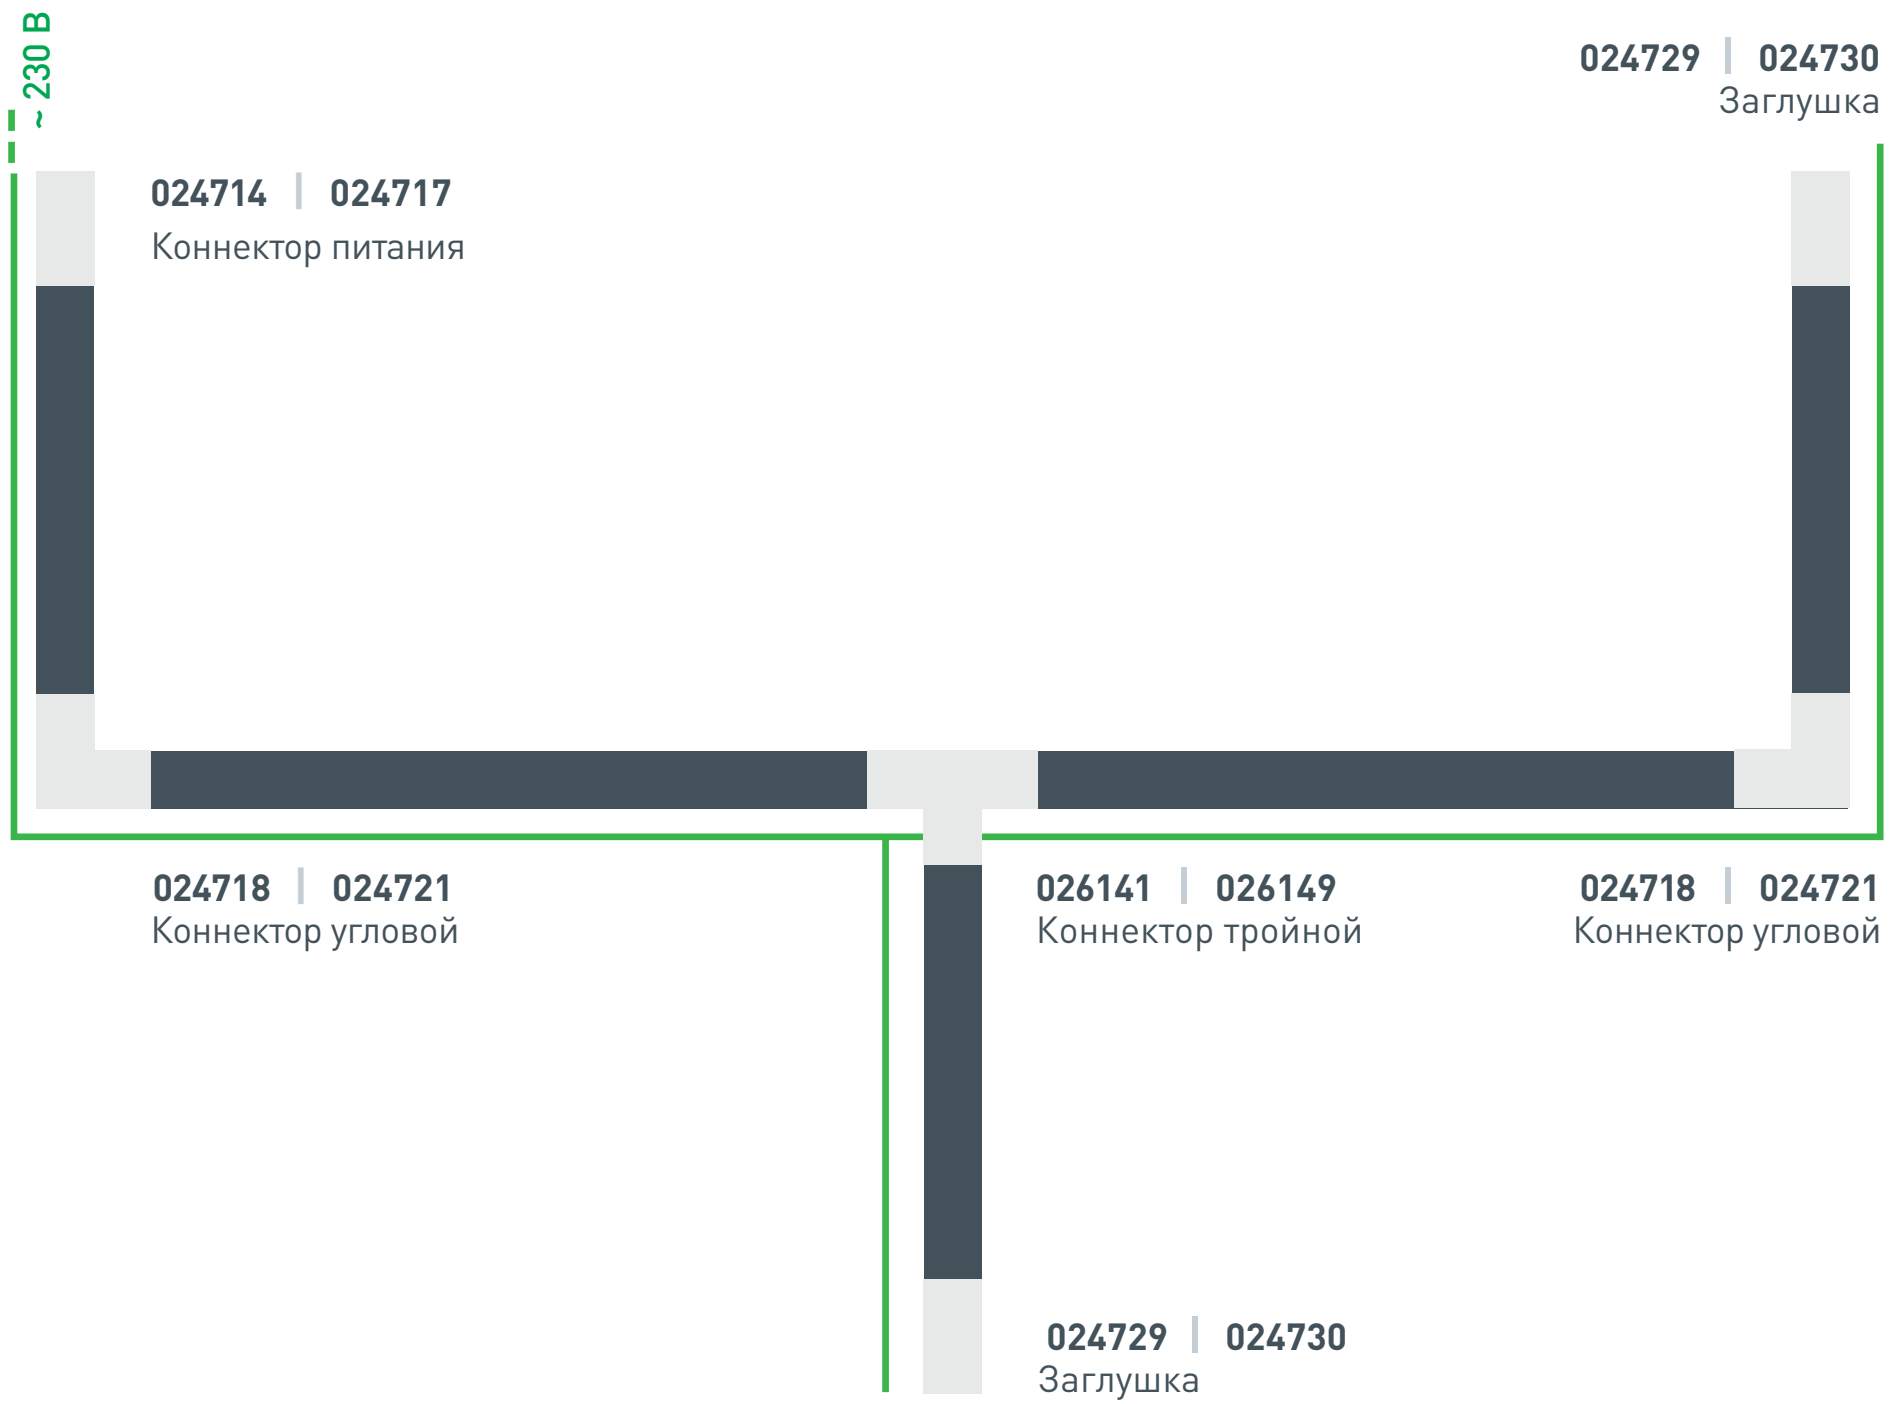 ~ 230 В
024729 | 024730
Заглушка
024714 | 024717
Коннектор питания
024718 | 024721
Коннектор угловой
026141 | 026149
Коннектор тройной
024718 | 024721
Коннектор угловой
024729 | 024730
Заглушка